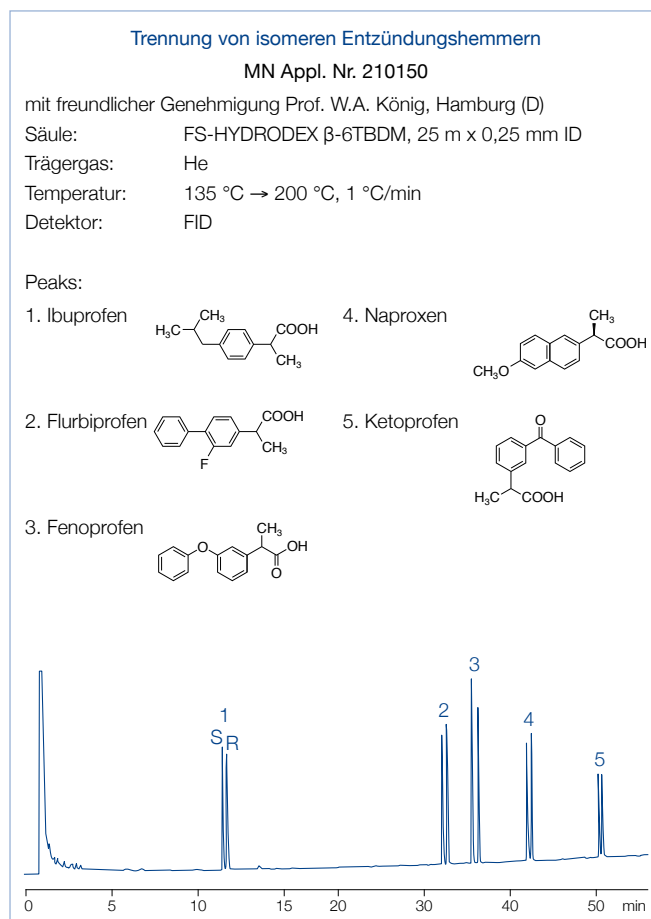 Trennung von isomeren Entzündungshemmern
MN Appl. Nr. 210150
mit freundlicher Genehmigung Prof. W.A. König, Hamburg (D)
Säule: FS-HYDRODEX β-6TBDM, 25 m x 0,25 mm ID
Trägergas: He
Temperatur: 135 °C → 200 °C, 1 °C/min
Detektor: FID
Peaks:
1. Ibuprofen
H₃C
CH₃
COOH
CH₃
4. Naproxen
CH₃
COOH
OCH₃
2. Flurbiprofen
COOH
CH₃
F
5. Ketoprofen
O
H₃C
COOH
3. Fenoprofen
O
CH₃
OH
O
1
S R
2
3
4
5
0 5 10 15 20 30 40 50 min